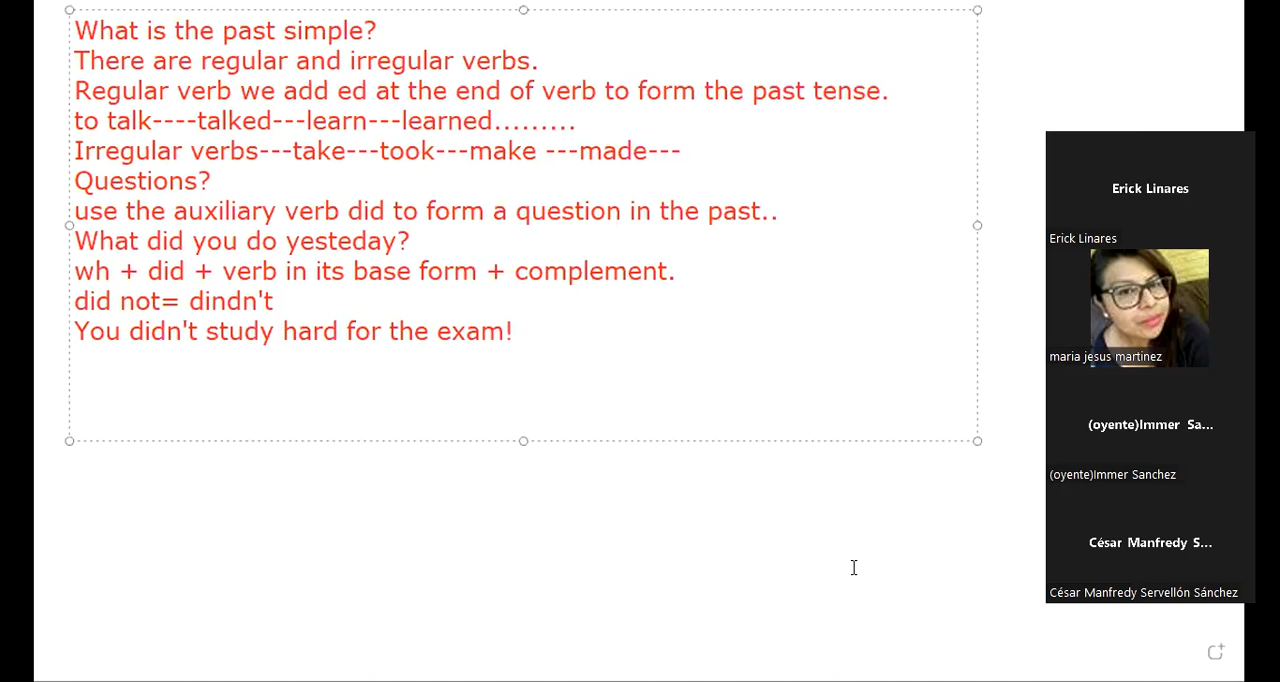 What is the past simple?
There are regular and irregular verbs.
Regular verb we add ed at the end of verb to form the past tense.
to talk----talked---learn---learned.........
Irregular verbs---take---took---make ---made---
Questions?
use the auxiliary verb did to form a question in the past..
What did you do yesteday?
wh + did + verb in its base form + complement.
did not= dindn't
You didn't study hard for the exam!
Erick Linares
Erick Linares
maria jesus martinez
(oyente)Immer Sa...
(oyente)Immer Sanchez
César Manfredy S...
César Manfredy Servellón Sánchez